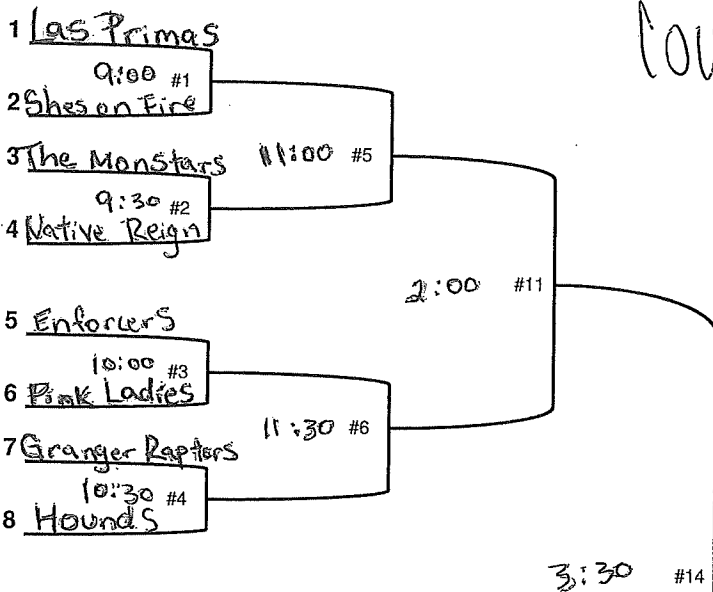 1 Las Primas
9:00 #1
2 Shes on Fire
3 The Monstars
11:00 #5
9:30 #2
4 Native Reign
2:00 #11
5 Enforcers
10:00 #3
6 Pink Ladies
11:30 #6
7 Granger Raptors
10:30 #4
8 Hounds
3:30 #14